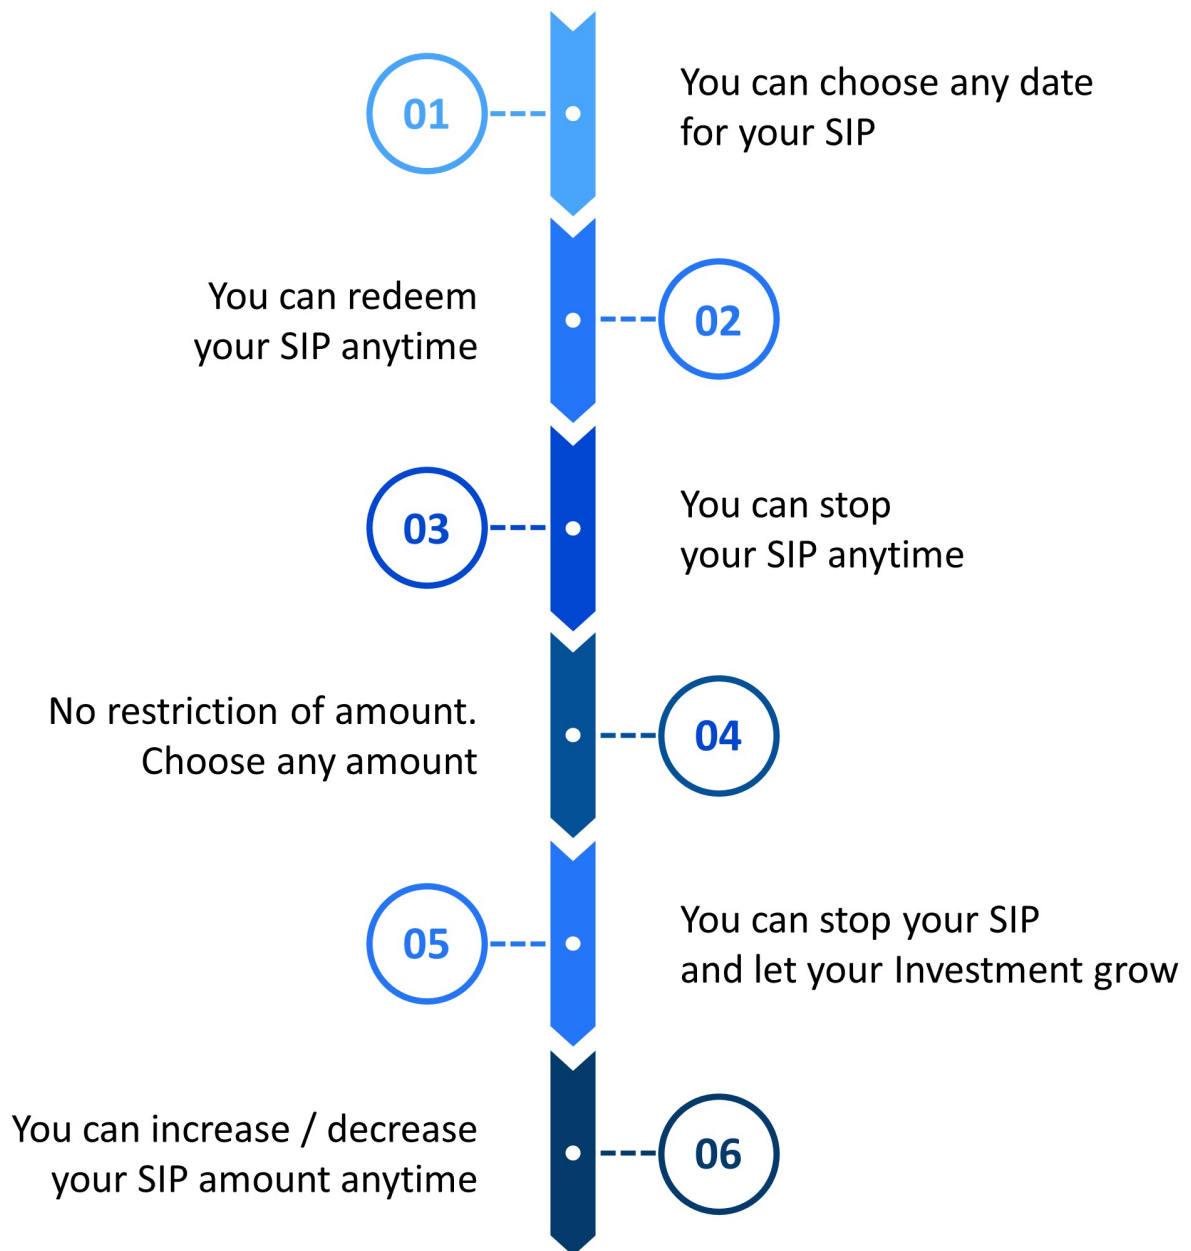 01
You can choose any date
for your SIP
You can redeem
your SIP anytime
02
03
You can stop
your SIP anytime
No restriction of amount.
Choose any amount
04
05
You can stop your SIP
and let your Investment grow
You can increase / decrease
your SIP amount anytime
06